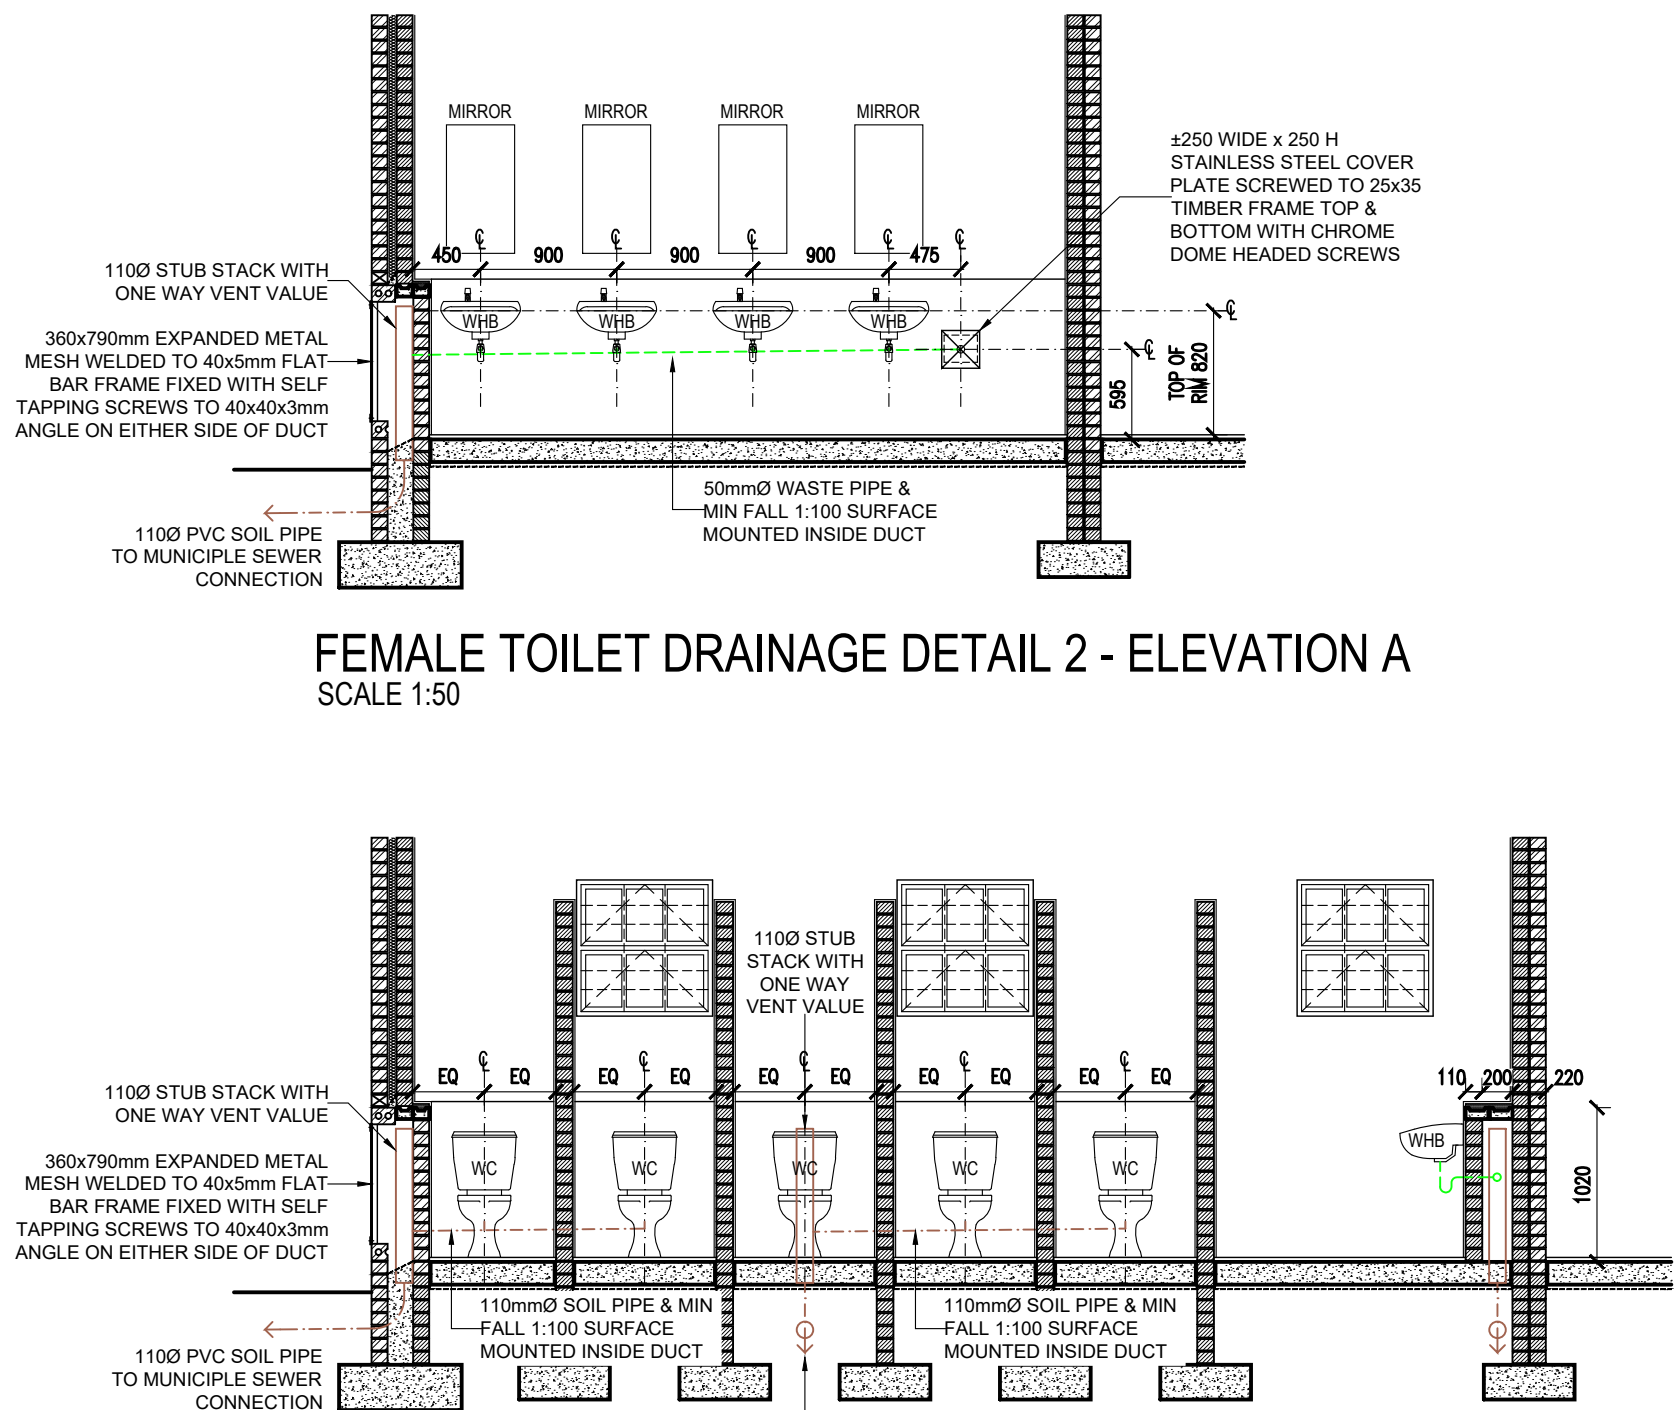 MIRROR MIRROR MIRROR MIRROR
±250 WIDE x 250 H
STAINLESS STEEL COVER
PLATE SCREWED TO 25x35
TIMBER FRAME TOP &
BOTTOM WITH CHROME
DOME HEADED SCREWS
450 900 900 900 475
110Ø STUB STACK WITH
ONE WAY VENT VALUE
WHB WHB WHB WHB
360x790mm EXPANDED METAL
MESH WELDED TO 40x5mm FLAT
BAR FRAME FIXED WITH SELF
TAPPING SCREWS TO 40x40x3mm
ANGLE ON EITHER SIDE OF DUCT
595
TOP OF
RIM 820
50mmØ WASTE PIPE &
MIN FALL 1:100 SURFACE
MOUNTED INSIDE DUCT
110Ø PVC SOIL PIPE
TO MUNICIPLE SEWER
CONNECTION
FEMALE TOILET DRAINAGE DETAIL 2 - ELEVATION A
SCALE 1:50
110Ø STUB
STACK WITH
ONE WAY
VENT VALUE
EQ EQ EQ EQ EQ EQ EQ EQ EQ EQ
110 200 220
110Ø STUB STACK WITH
ONE WAY VENT VALUE
WC WC WC WC WC
WHB
1020
360x790mm EXPANDED METAL
MESH WELDED TO 40x5mm FLAT
BAR FRAME FIXED WITH SELF
TAPPING SCREWS TO 40x40x3mm
ANGLE ON EITHER SIDE OF DUCT
110mmØ SOIL PIPE & MIN
FALL 1:100 SURFACE
MOUNTED INSIDE DUCT
110mmØ SOIL PIPE & MIN
FALL 1:100 SURFACE
MOUNTED INSIDE DUCT
110Ø PVC SOIL PIPE
TO MUNICIPLE SEWER
CONNECTION